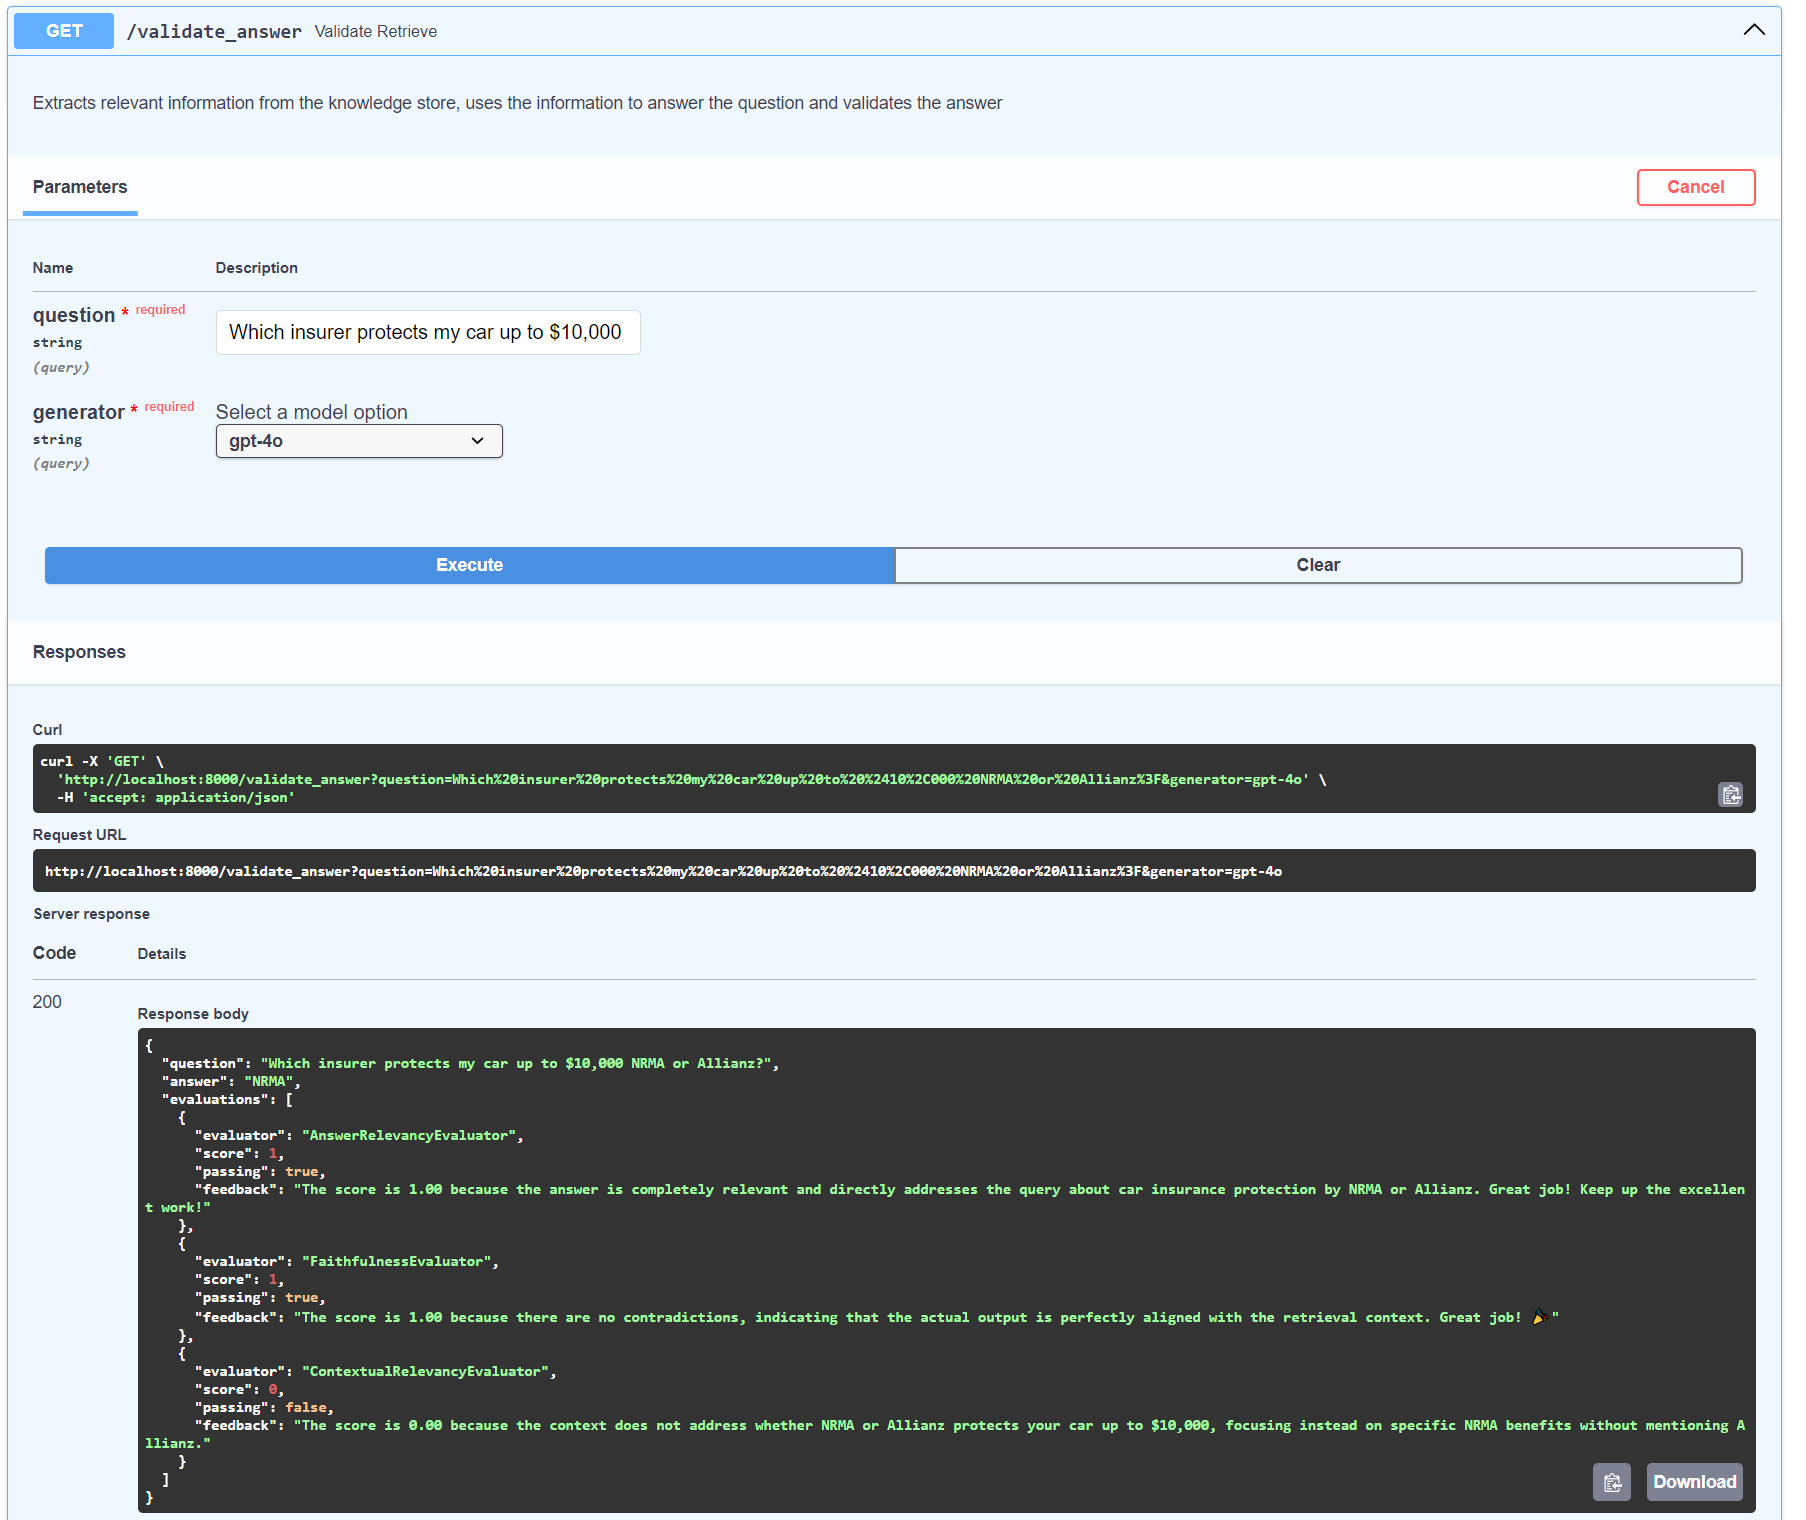 GET /validate_answer Validate Retrieve
Extracts relevant information from the knowledge store, uses the information to answer the question and validates the answer
Parameters
Cancel
Name Description
question * required
string
(query)
Which insurer protects my car up to $10,000
generator * required
string
(query)
Select a model option
gpt-4o
Execute
Clear
Responses
Curl
curl -X 'GET' \
  'http://localhost:8000/validate_answer?question=Which%20insurer%20protects%20my%20car%20up%20to%20%2410%2C000%20NRMA%20or%20Allianz%3F&generator=gpt-4o' \
  -H 'accept: application/json'
Request URL
http://localhost:8000/validate_answer?question=Which%20insurer%20protects%20my%20car%20up%20to%20%2410%2C000%20NRMA%20or%20Allianz%3F&generator=gpt-4o
Server response
Code Details
200
Response body
{
  "question": "Which insurer protects my car up to $10,000 NRMA or Allianz?",
  "answer": "NRMA",
  "evaluations": [
    {
      "evaluator": "AnswerRelevancyEvaluator",
      "score": 1,
      "passing": true,
      "feedback": "The score is 1.00 because the answer is completely relevant and directly addresses the query about car insurance protection by NRMA or Allianz. Great job! Keep up the excellen
t work!"
    },
    {
      "evaluator": "FaithfulnessEvaluator",
      "score": 1,
      "passing": true,
      "feedback": "The score is 1.00 because there are no contradictions, indicating that the actual output is perfectly aligned with the retrieval context. Great job! 🎉"
    },
    {
      "evaluator": "ContextualRelevancyEvaluator",
      "score": 0,
      "passing": false,
      "feedback": "The score is 0.00 because the context does not address whether NRMA or Allianz protects your car up to $10,000, focusing instead on specific NRMA benefits without mentioning A
llianz."
    }
  ]
}
Download